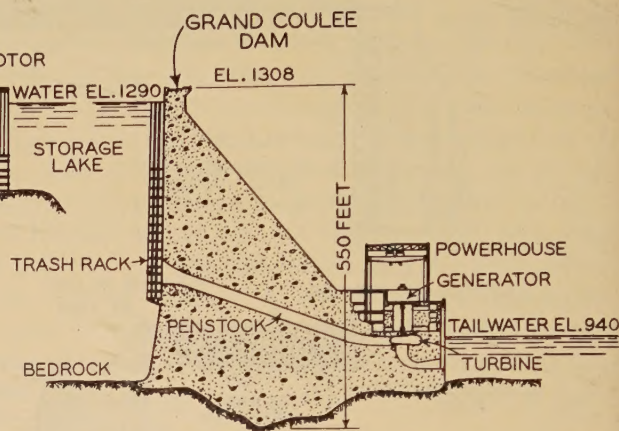 GRAND COULEE
DAM
OTOR
EL. 1308
WATER EL. 1290
STORAGE
LAKE
550 FEET
POWERHOUSE
TRASH RACK
GENERATOR
PENSTOCK
TAILWATER EL. 940
BEDROCK
TURBINE